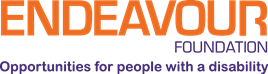 ENDEAVOUR
FOUNDATION
Opportunities for people with a disability